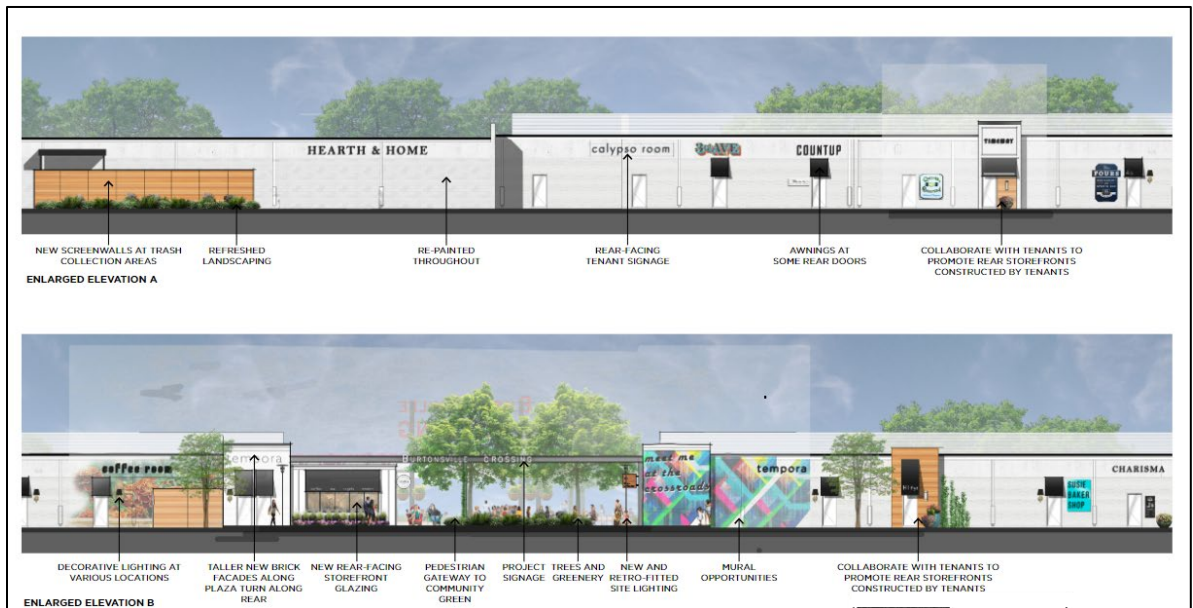 HEARTH & HOME
calypso room
3rd AVE
COUNTUP
FOURS
NEW SCREENWALLS AT TRASH
COLLECTION AREAS
REFRESHED
LANDSCAPING
RE-PAINTED
THROUGHOUT
REAR-FACING
TENANT SIGNAGE
AWNINGS AT
SOME REAR DOORS
COLLABORATE WITH TENANTS TO
PROMOTE REAR STOREFRONTS
CONSTRUCTED BY TENANTS
ENLARGED ELEVATION A
coffee room
tempora
BURTONSVILLE CROSSING
meet me
at the
crossroads
tempora
CHARISMA
SUSIE
BAKER
SHOP
DECORATIVE LIGHTING AT
VARIOUS LOCATIONS
TALLER NEW BRICK
FACADES ALONG
PLAZA TURN ALONG
REAR
NEW REAR-FACING
STOREFRONT
GLAZING
PEDESTRIAN
GATEWAY TO
COMMUNITY
GREEN
PROJECT
SIGNAGE
TREES AND
GREENERY
NEW AND
RETRO-FITTED
SITE LIGHTING
MURAL
OPPORTUNITIES
COLLABORATE WITH TENANTS TO
PROMOTE REAR STOREFRONTS
CONSTRUCTED BY TENANTS
ENLARGED ELEVATION B